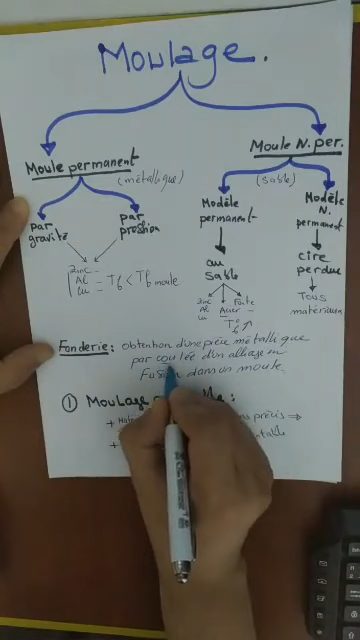 Moulage.
Moule permanent
(métallique)
Moule N. per.
(sable)
par
gravité
par
pression
Modèle
permanent
Modèle
N.
permanent
Zinc
Al
Cu
Tf < Tf moule
au
sable
cire
perdue
Zinc
Al
Cu
Acier
Fonte
Tf
Tous
matériaux
Fonderie: obtention d'une pièce métallique
par coulée d'un alliage en
Fusion dans un moule.
① Moulage
précis ⇒